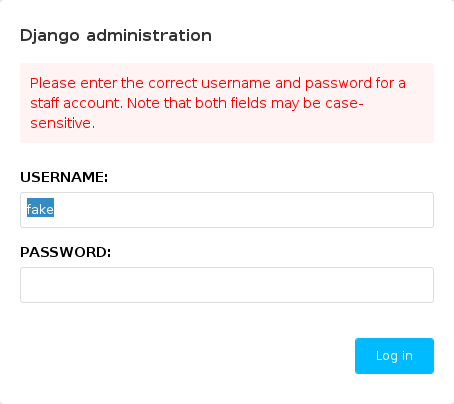 Django administration
Please enter the correct username and password for a
staff account. Note that both fields may be case-
sensitive.
USERNAME:
fake
PASSWORD:
Log in